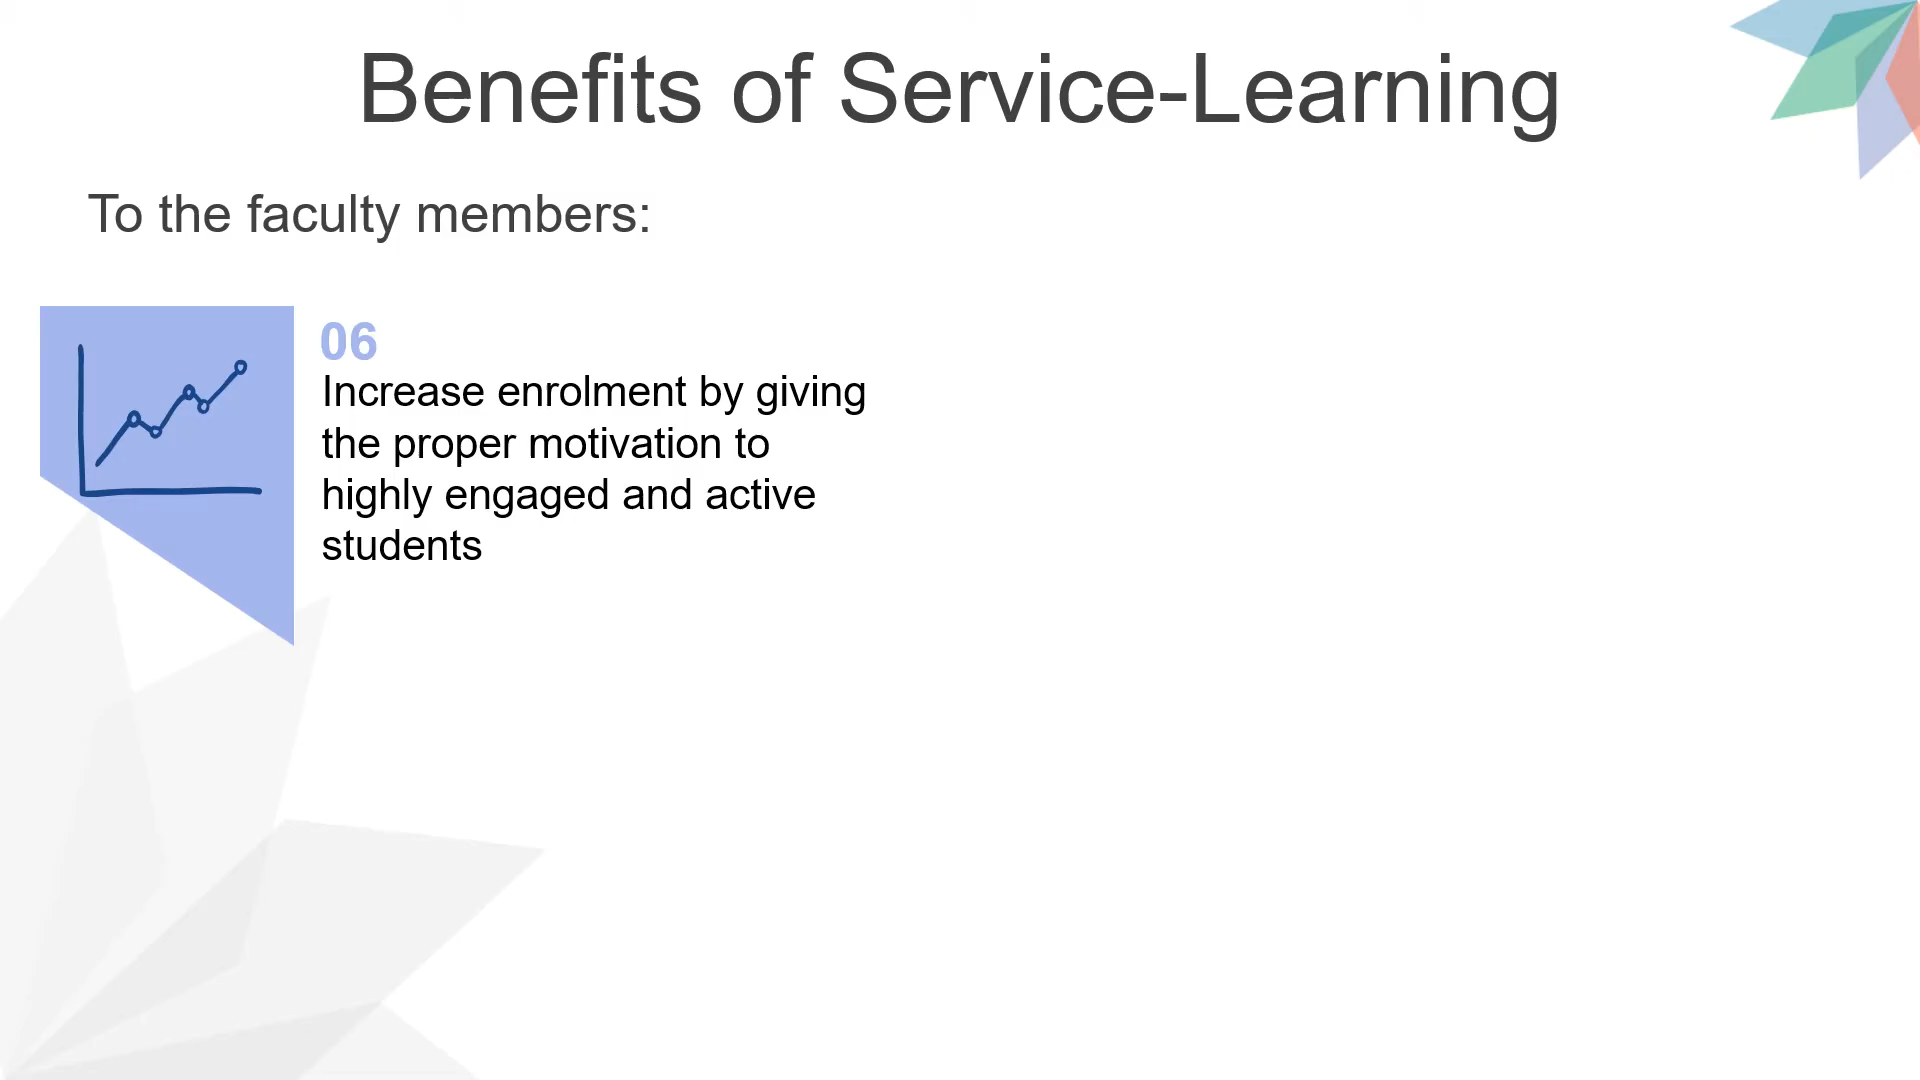 Benefits of Service-Learning
To the faculty members:
06
Increase enrolment by giving
the proper motivation to
highly engaged and active
students